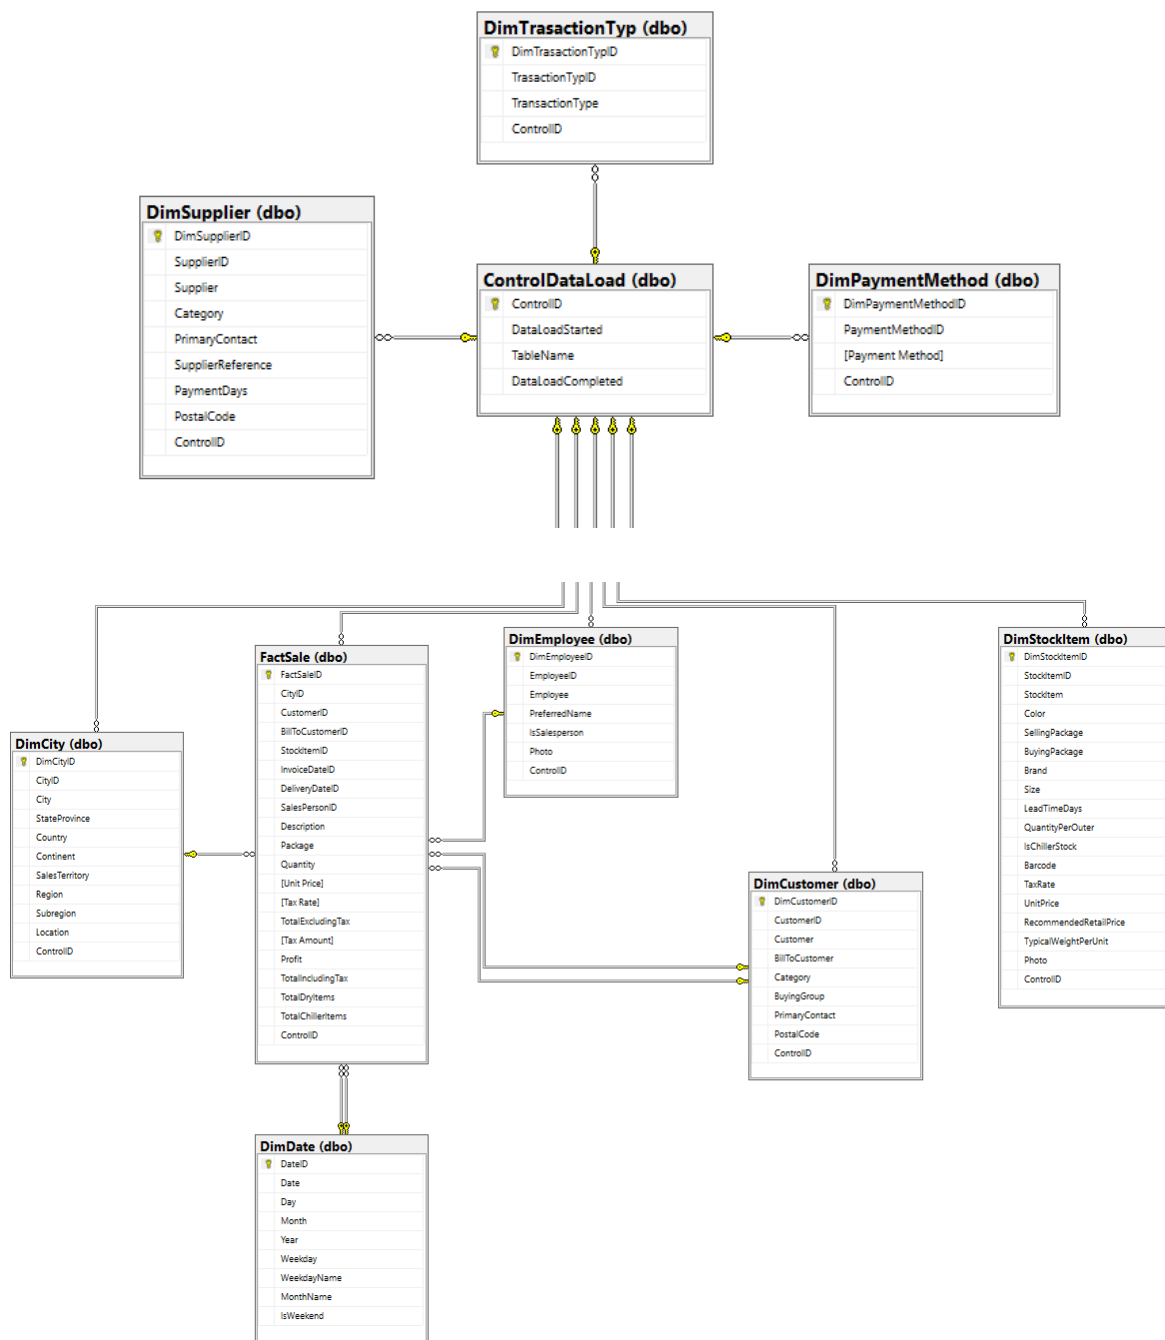 DimTrasactionTyp (dbo)
DimTrasactionTypID
TrasactionTypID
TransactionType
ControlID
DimSupplier (dbo)
DimSupplierID
SupplierID
Supplier
Category
PrimaryContact
SupplierReference
PaymentDays
PostalCode
ControlID
ControlDataLoad (dbo)
ControlID
DataLoadStarted
TableName
DataLoadCompleted
DimPaymentMethod (dbo)
DimPaymentMethodID
PaymentMethodID
[Payment Method]
ControlID
DimCity (dbo)
DimCityID
CityID
City
StateProvince
Country
Continent
SalesTerritory
Region
Subregion
Location
ControlID
FactSale (dbo)
FactSaleID
CityID
CustomerID
BillToCustomerID
StockItemID
InvoiceDateID
DeliveryDateID
SalesPersonID
Description
Package
Quantity
[Unit Price]
[Tax Rate]
TotalExcludingTax
[Tax Amount]
Profit
TotalIncludingTax
TotalDryItems
TotalChillerItems
ControlID
DimEmployee (dbo)
DimEmployeeID
EmployeeID
Employee
PreferredName
IsSalesperson
Photo
ControlID
DimCustomer (dbo)
DimCustomerID
CustomerID
Customer
BillToCustomer
Category
BuyingGroup
PrimaryContact
PostalCode
ControlID
DimStockItem (dbo)
DimStockItemID
StockItemID
StockItem
Color
SellingPackage
BuyingPackage
Brand
Size
LeadTimeDays
QuantityPerOuter
IsChillerStock
Barcode
TaxRate
UnitPrice
RecommendedRetailPrice
TypicalWeightPerUnit
Photo
ControlID
DimDate (dbo)
DateID
Date
Day
Month
Year
Weekday
WeekdayName
MonthName
IsWeekend